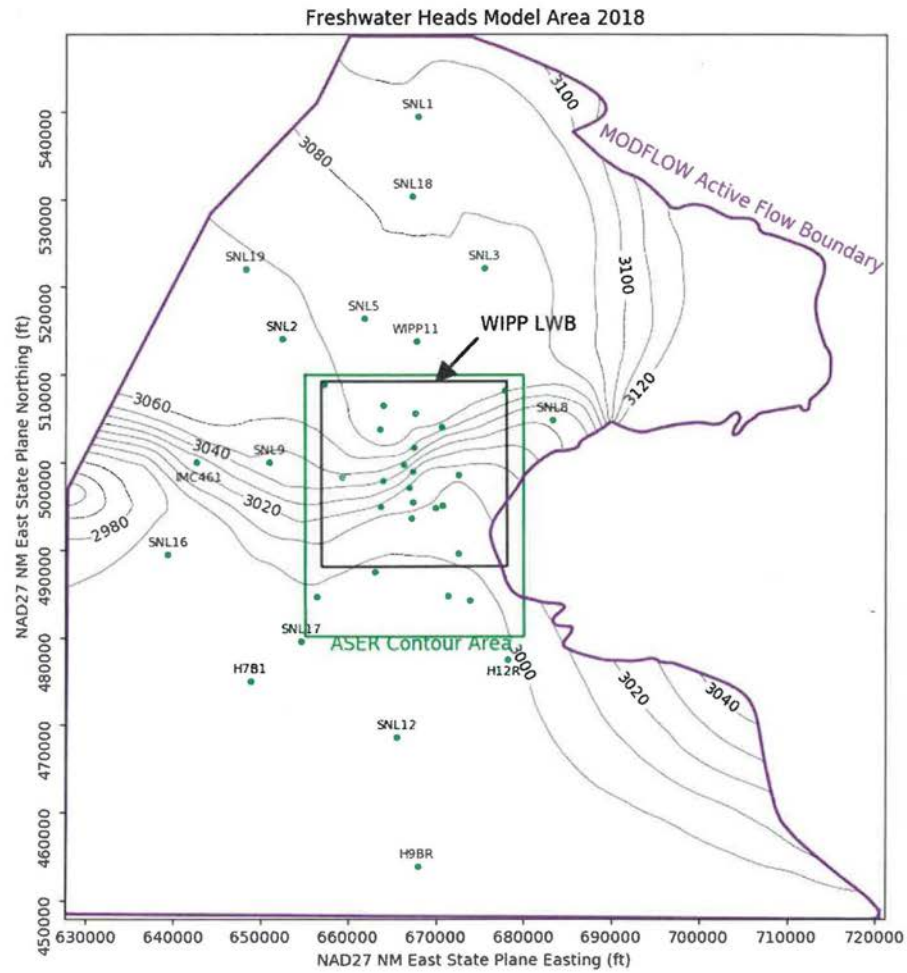 Freshwater Heads Model Area 2018
SNL1
3100
3080
MODFLOW Active Flow Boundary
SNL18
SNL19
SNL3
3100
SNL5
SNL2
WIPP11
WIPP LWB
3120
3060
SNL8
3040
SNL9
IMC461
3020
2980
SNL16
SNL17
ASER Contour Area
3000
H12R
H7B1
3020
3040
SNL12
H9BR
540000
530000
520000
510000
500000
490000
480000
470000
460000
450000
NAD27 NM East State Plane Northing (ft)
630000 640000 650000 660000 670000 680000 690000 700000 710000 720000
NAD27 NM East State Plane Easting (ft)